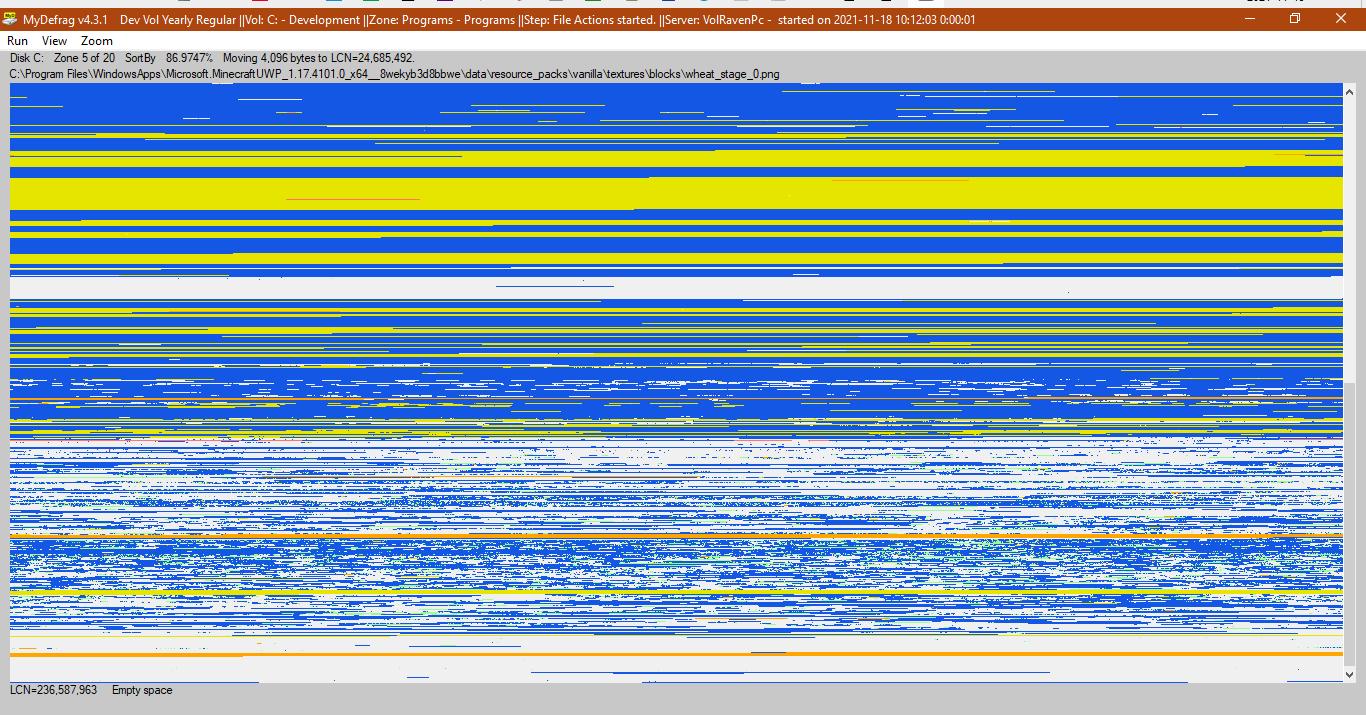 MyDefrag v4.3.1 Dev Vol Yearly Regular ||Vol: C: - Development ||Zone: Programs - Programs ||Step: File Actions started. ||Server: VolRavenPc - started on 2021-11-18 10:12:03 0:00:01
Run View Zoom
Disk C: Zone 5 of 20 SortBy 86.9747% Moving 4,096 bytes to LCN=24,685,492.
C:\Program Files\WindowsApps\Microsoft.MinecraftUWP_1.17.4101.0_x64__8wekyb3d8bbwe\data\resource_packs\vanilla\textures\blocks\wheat_stage_0.png
LCN=236,587,963 Empty space